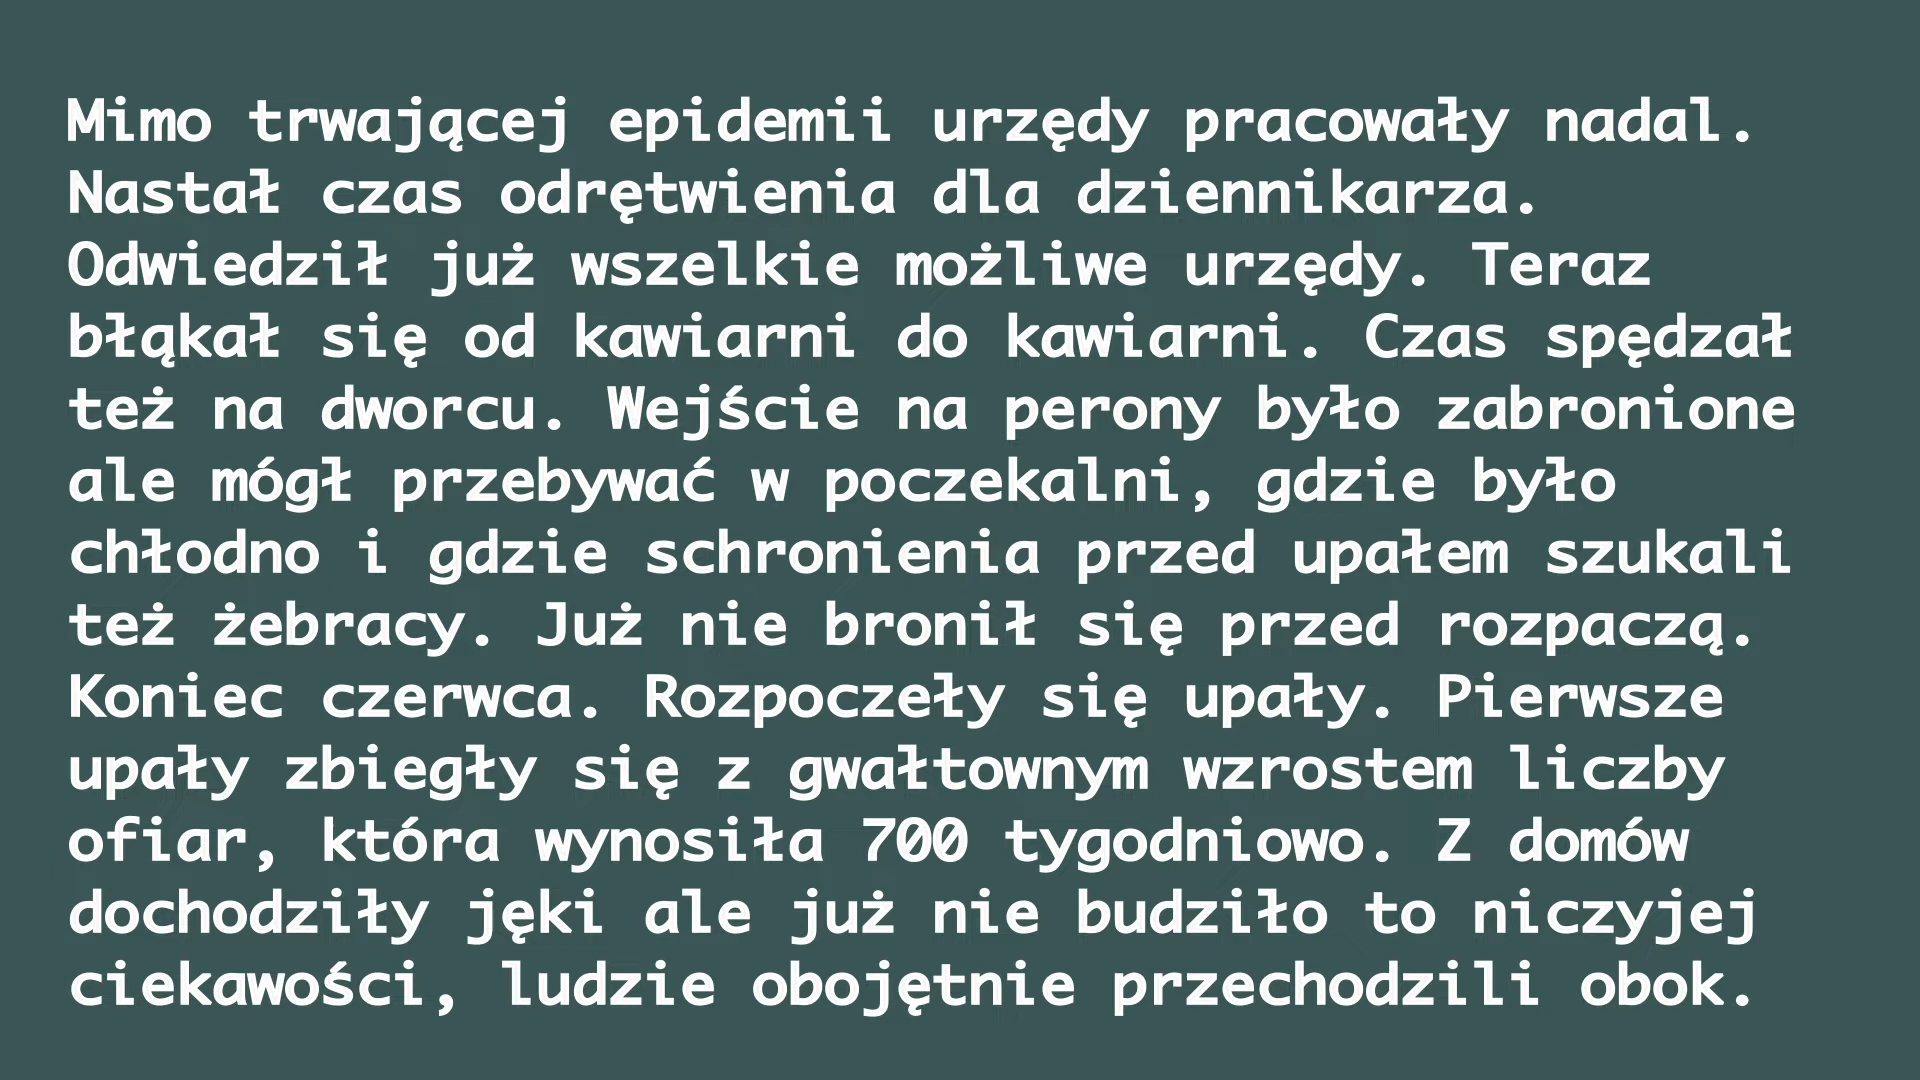 Mimo trwającej epidemii urzędy pracowały nadal.
Nastał czas odrętwienia dla dziennikarza.
Odwiedził już wszelkie możliwe urzędy. Teraz
błąkał się od kawiarni do kawiarni. Czas spędzał
też na dworcu. Wejście na perony było zabronione
ale mógł przebywać w poczekalni, gdzie było
chłodno i gdzie schronienia przed upałem szukali
też żebracy. Już nie bronił się przed rozpaczą.
Koniec czerwca. Rozpoczeły się upały. Pierwsze
upały zbiegły się z gwałtownym wzrostem liczby
ofiar, która wynosiła 700 tygodniowo. Z domów
dochodziły jęki ale już nie budziło to niczyjej
ciekawości, ludzie obojętnie przechodzili obok.